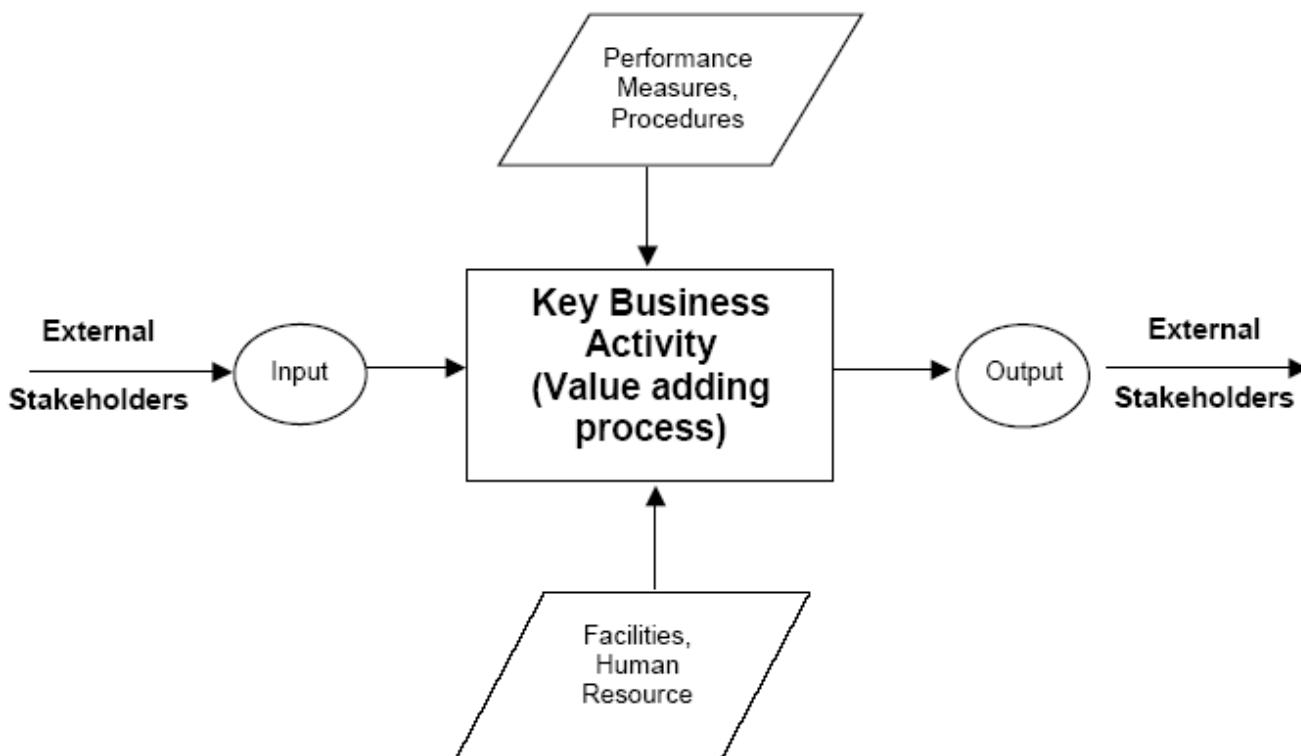 Performance
Measures,
Procedures
External
Stakeholders
Input
Key Business
Activity
(Value adding
process)
Output
External
Stakeholders
Facilities,
Human
Resource